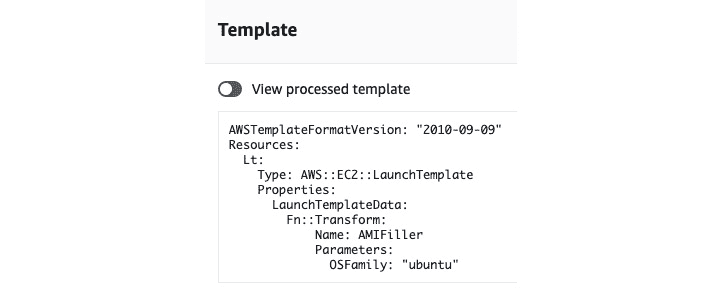 Template
View processed template
AWSTemplateFormatVersion: "2010-09-09"
Resources:
  Lt:
    Type: AWS::EC2::LaunchTemplate
    Properties:
      LaunchTemplateData:
        Fn::Transform:
            Name: AMIFiller
            Parameters:
              OSFamily: "ubuntu"